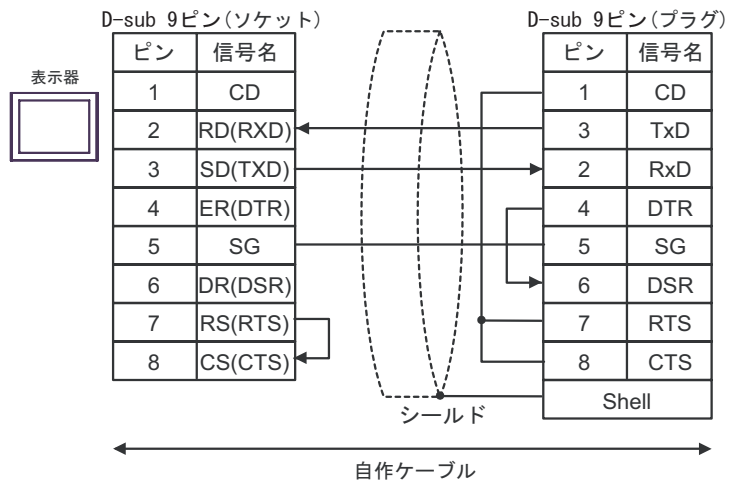 D-sub 9ピン(ソケット) D-sub 9ピン(プラグ)
表示器
ピン 信号名 ピン 信号名
1 CD 1 CD
2 RD(RXD) 3 TxD
3 SD(TXD) 2 RxD
4 ER(DTR) 4 DTR
5 SG 5 SG
6 DR(DSR) 6 DSR
7 RS(RTS) 7 RTS
8 CS(CTS) 8 CTS
シールド Shell
自作ケーブル